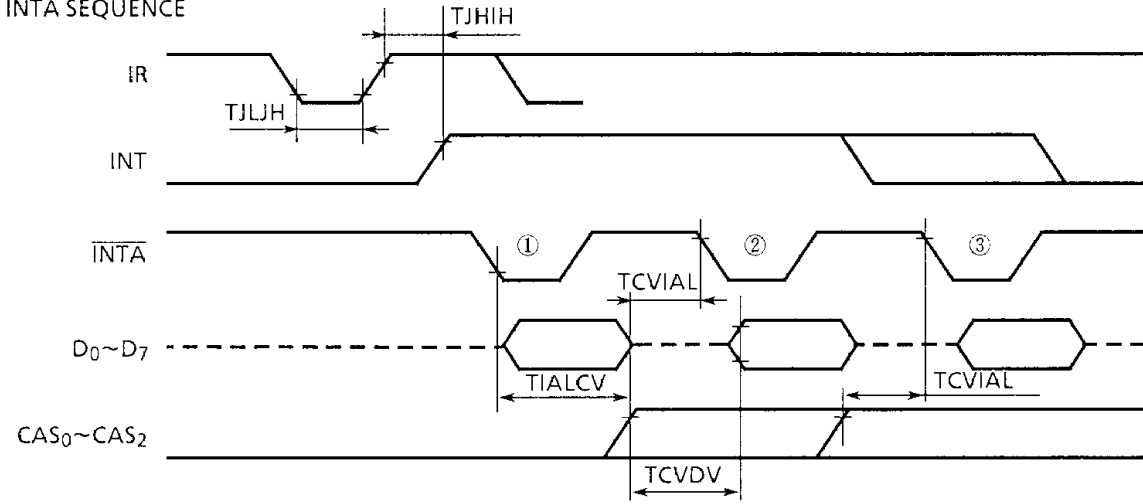 INTA SEQUENCE
TJHIH
IR
TJLJH
INT
INTA
①
②
③
TCVIAL
D0~D7
TIALCV
TCVIAL
CAS0~CAS2
TCVDV